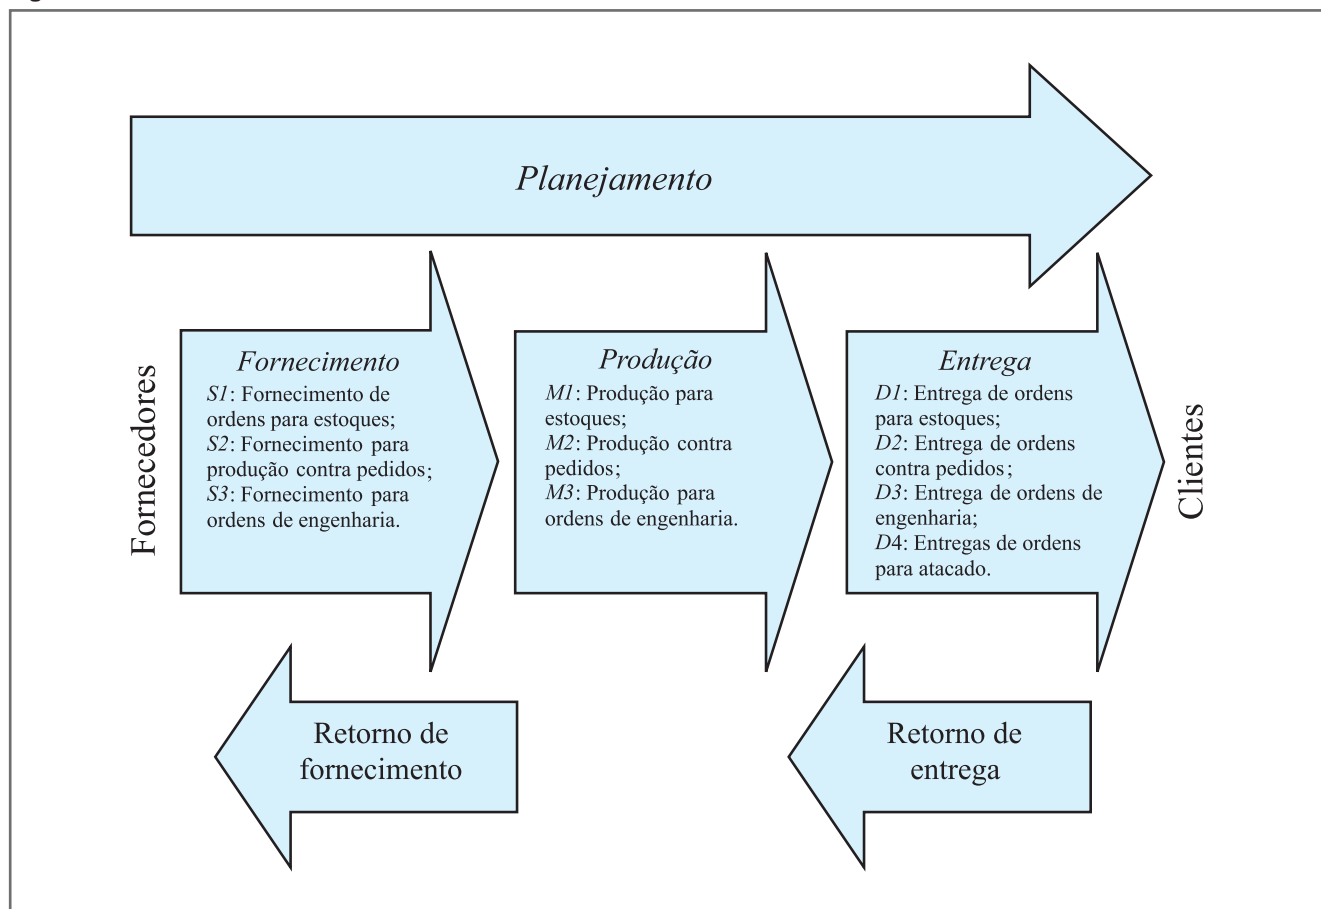 Planejamento
Fornecedores
Fornecimento
S1: Fornecimento de
ordens para estoques;
S2: Fornecimento para
produção contra pedidos;
S3: Fornecimento para
ordens de engenharia.
Produção
M1: Produção para
estoques;
M2: Produção contra
pedidos;
M3: Produção para
ordens de engenharia.
Entrega
D1: Entrega de ordens
para estoques;
D2: Entrega de ordens
contra pedidos;
D3: Entrega de ordens de
engenharia;
D4: Entregas de ordens
para atacado.
Clientes
Retorno de
fornecimento
Retorno de
entrega